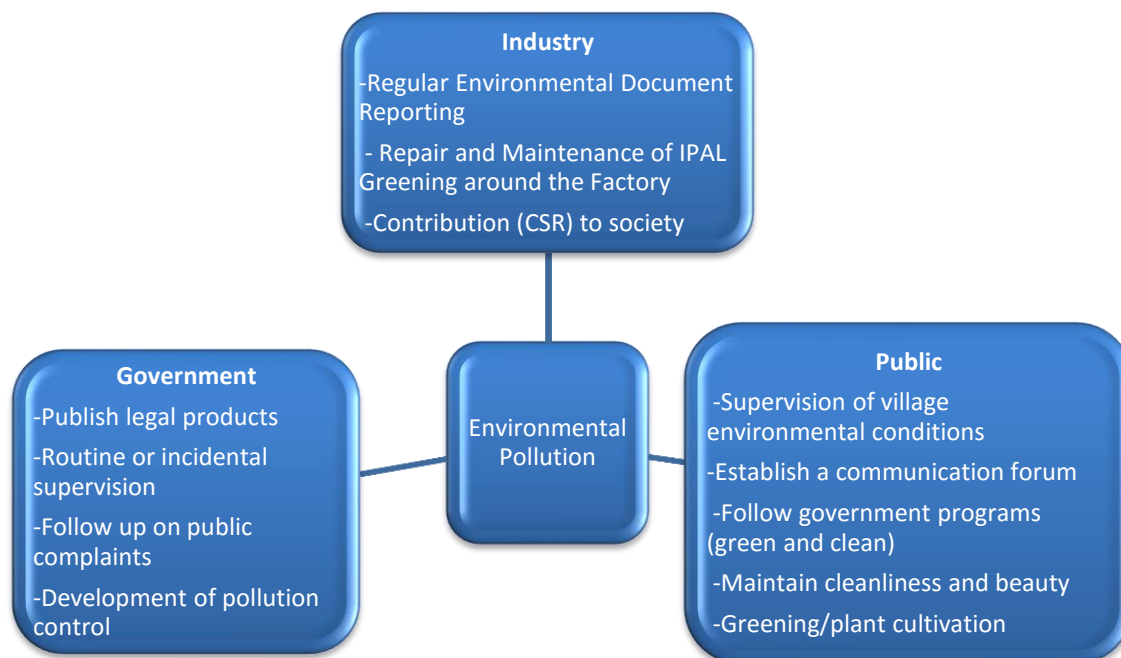 Industry
-Regular Environmental Document
Reporting
- Repair and Maintenance of IPAL
Greening around the Factory
-Contribution (CSR) to society
Government
-Publish legal products
-Routine or incidental
supervision
-Follow up on public
complaints
-Development of pollution
control
Environmental
Pollution
Public
-Supervision of village
environmental conditions
-Establish a communication forum
-Follow government programs
(green and clean)
-Maintain cleanliness and beauty
-Greening/plant cultivation